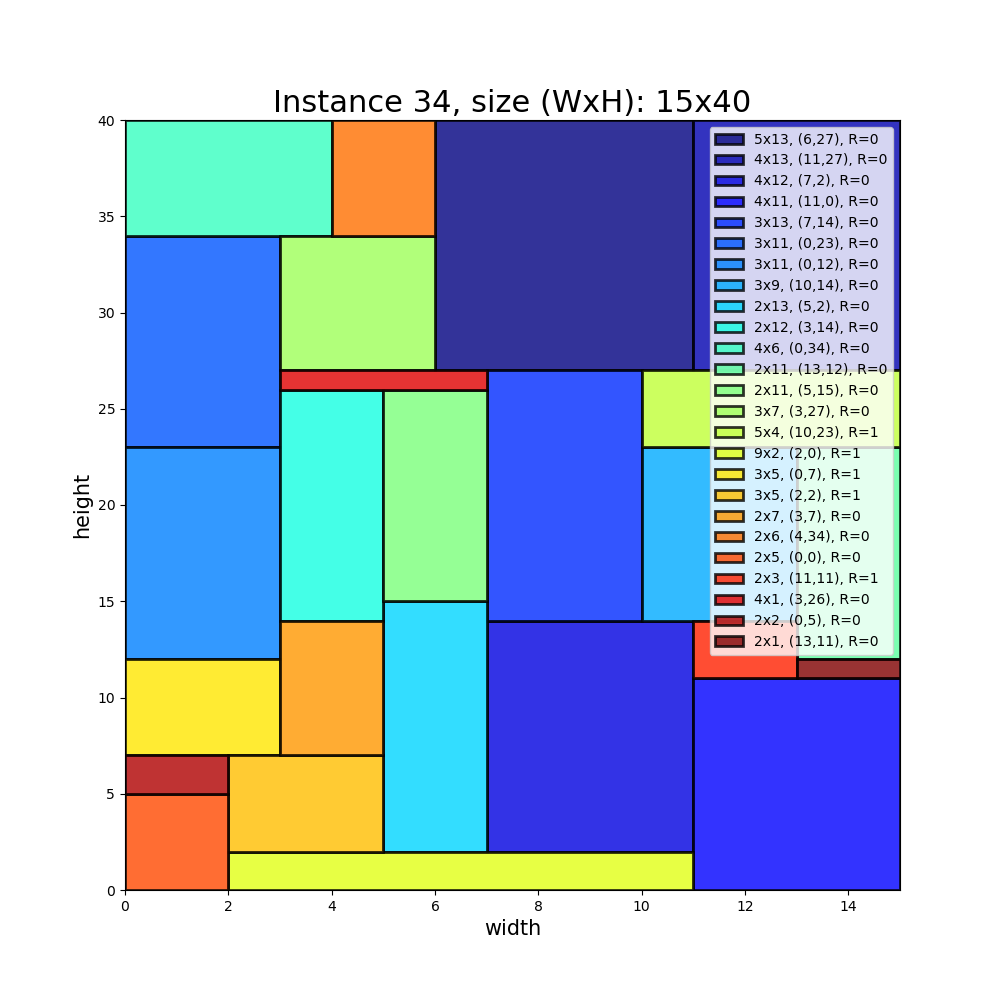 Instance 34, size (WxH): 15x40
40
35
30
25
20
15
10
5
0
height
0 2 4 6 8 10 12 14
width
5x13, (6,27), R=0
4x13, (11,27), R=0
4x12, (7,2), R=0
4x11, (11,0), R=0
3x13, (7,14), R=0
3x11, (0,23), R=0
3x11, (0,12), R=0
3x9, (10,14), R=0
2x13, (5,2), R=0
2x12, (3,14), R=0
4x6, (0,34), R=0
2x11, (13,12), R=0
2x11, (5,15), R=0
3x7, (3,27), R=0
5x4, (10,23), R=1
9x2, (2,0), R=1
3x5, (0,7), R=1
3x5, (2,2), R=1
2x7, (3,7), R=0
2x6, (4,34), R=0
2x5, (0,0), R=0
2x3, (11,11), R=1
4x1, (3,26), R=0
2x2, (0,5), R=0
2x1, (13,11), R=0